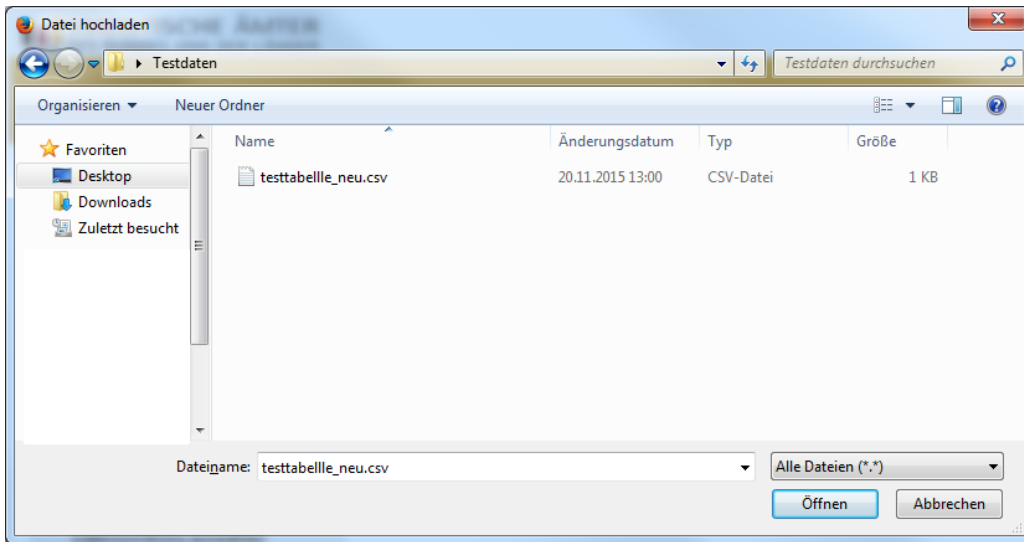 Datei hochladen
Testdaten
Testdaten durchsuchen
Organisieren
Neuer Ordner
Name
Änderungsdatum
Typ
Größe
Favoriten
testtabellle_neu.csv
20.11.2015 13:00
CSV-Datei
1 KB
Desktop
Downloads
Zuletzt besucht
Dateiname:
testtabellle_neu.csv
Alle Dateien (*.*)
Öffnen
Abbrechen